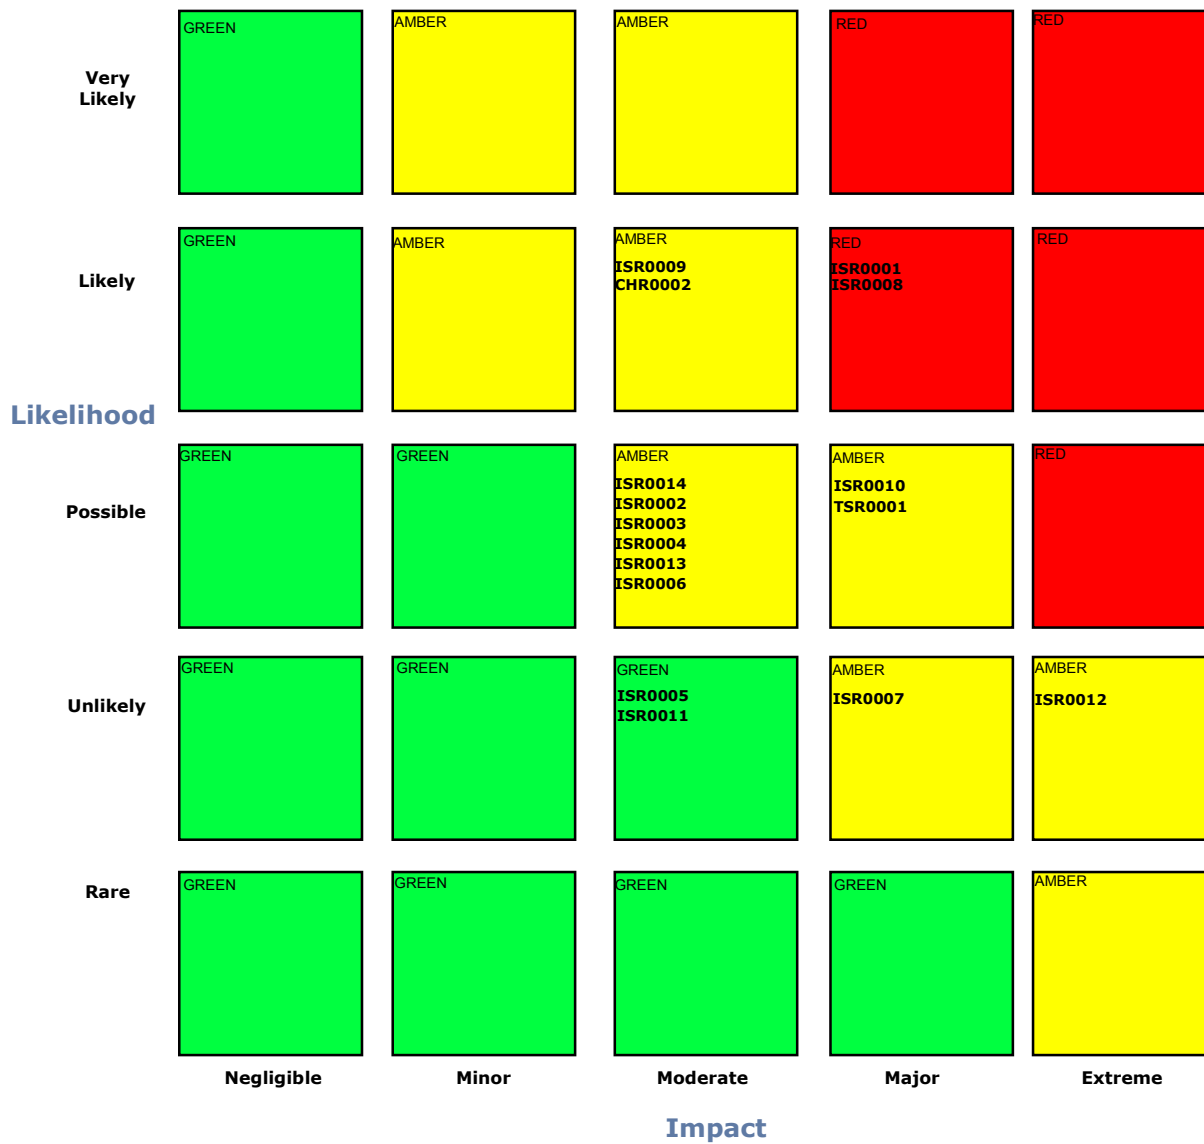 GREEN
AMBER
AMBER
RED
RED
Very
Likely
GREEN
AMBER
AMBER
RED
RED
Likely
ISR0009
CHR0002
ISR0001
ISR0008
Likelihood
GREEN
GREEN
AMBER
AMBER
RED
Possible
ISR0014
ISR0002
ISR0003
ISR0004
ISR0013
ISR0006
ISR0010
TSR0001
GREEN
GREEN
GREEN
AMBER
AMBER
Unlikely
ISR0005
ISR0011
ISR0007
ISR0012
Rare
GREEN
GREEN
GREEN
GREEN
AMBER
Negligible
Minor
Moderate
Major
Extreme
Impact